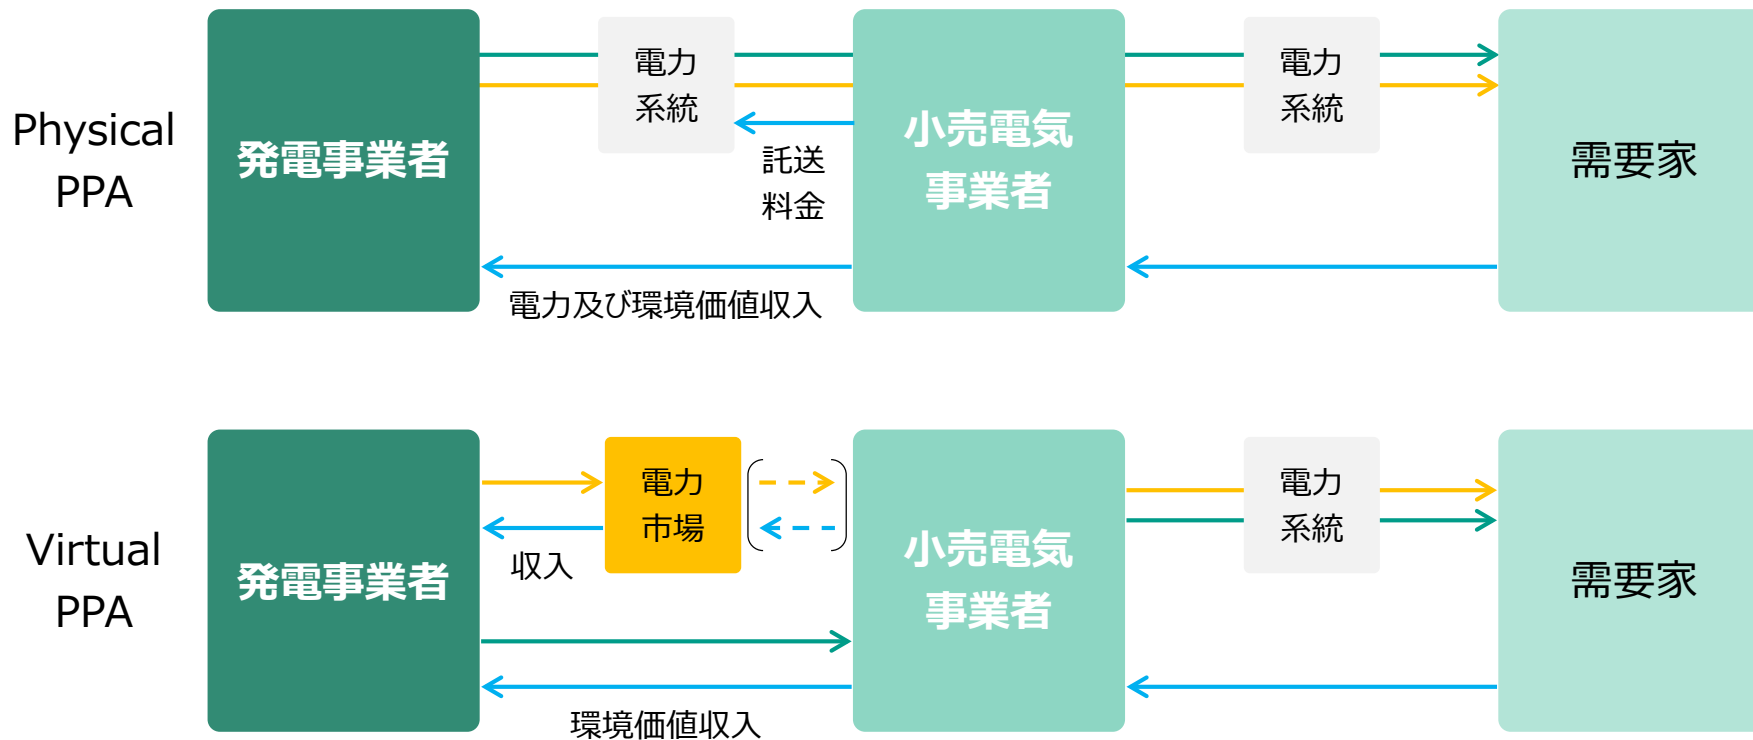 Physical
PPA
発電事業者
電力
系統
託送
料金
電力及び環境価値収入
小売電気
事業者
電力
系統
需要家
Virtual
PPA
発電事業者
電力
市場
収入
環境価値収入
小売電気
事業者
電力
系統
需要家